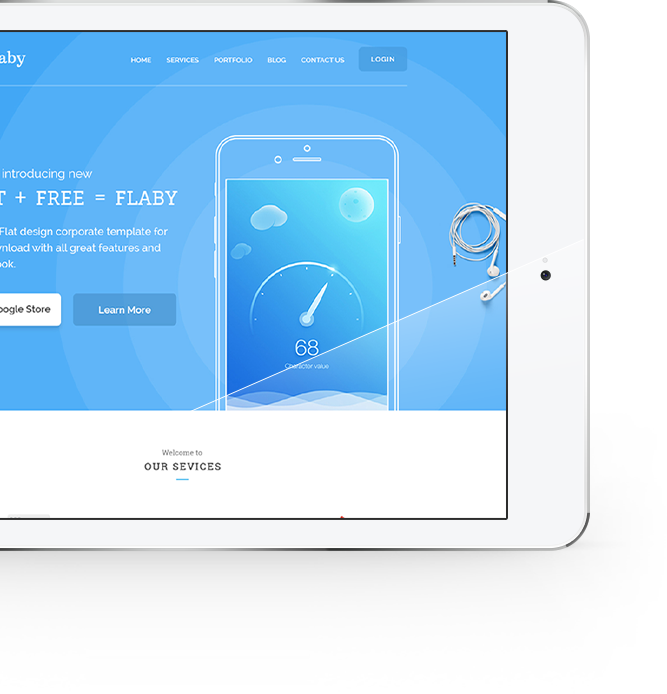 aby
HOME SERVICES PORTFOLIO BLOG CONTACT US LOGIN
introducing new
T + FREE = FLABY
Flat design corporate template for
wnload with all great features and
ook.
oogle Store
Learn More
68
Character value
Welcome to
OUR SEVICES